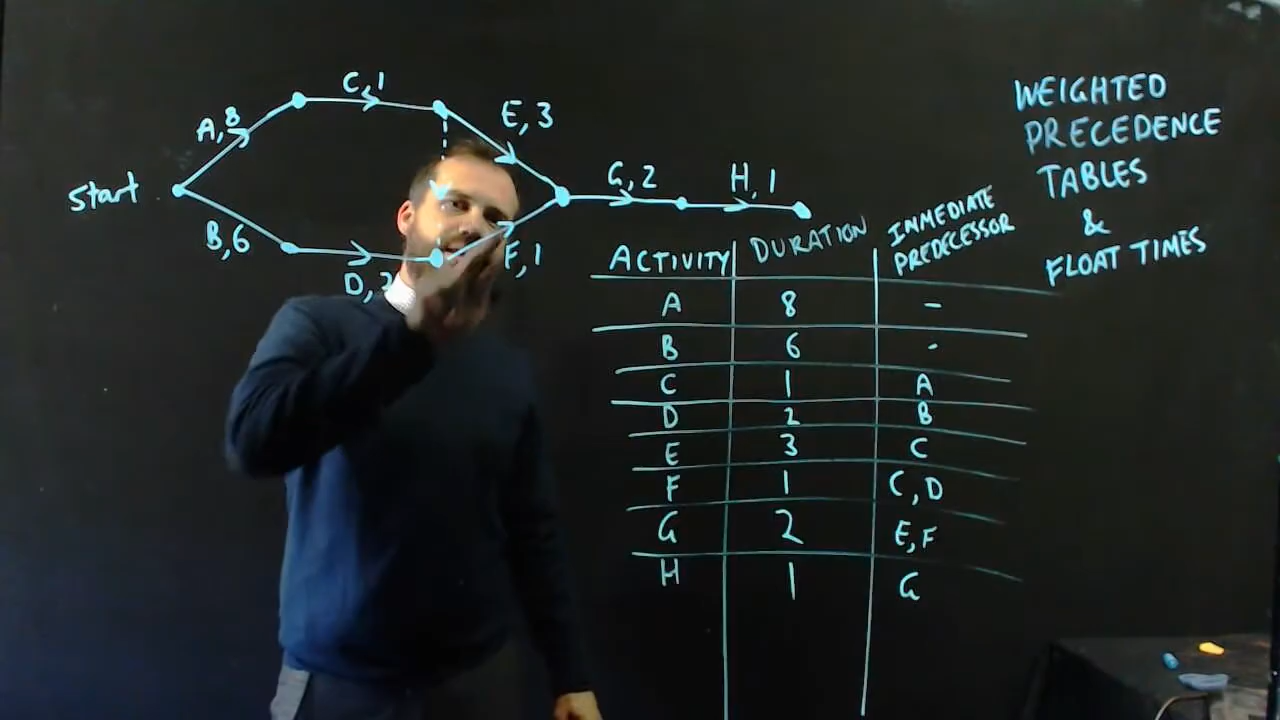 C, 1
A, 8
E, 3
Start
G, 2
H, 1
B, 6
D, 2
F, 1
WEIGHTED
PRECEDENCE
TABLES
&
FLOAT TIMES
ACTIVITY DURATION IMMEDIATE
PREDECESSOR
A 8 -
B 6 -
C 1 A
D 2 B
E 3 C
F 1 C, D
G 2 E, F
H 1 G